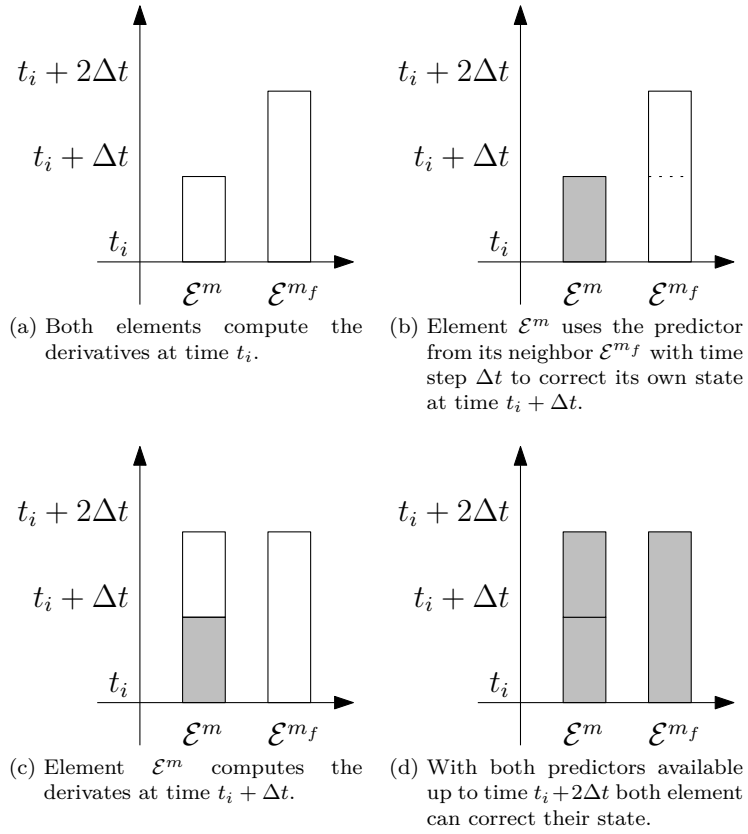 t_i + 2Δt
t_i + Δt
t_i
ℰ^m ℰ^{m_f}
(a) Both elements compute the
derivatives at time t_i.
t_i + 2Δt
t_i + Δt
t_i
ℰ^m ℰ^{m_f}
(b) Element ℰ^m uses the predictor
from its neighbor ℰ^{m_f} with time
step Δt to correct its own state
at time t_i + Δt.
t_i + 2Δt
t_i + Δt
t_i
ℰ^m ℰ^{m_f}
(c) Element ℰ^m computes the
derivates at time t_i + Δt.
t_i + 2Δt
t_i + Δt
t_i
ℰ^m ℰ^{m_f}
(d) With both predictors available
up to time t_i+2Δt both element
can correct their state.